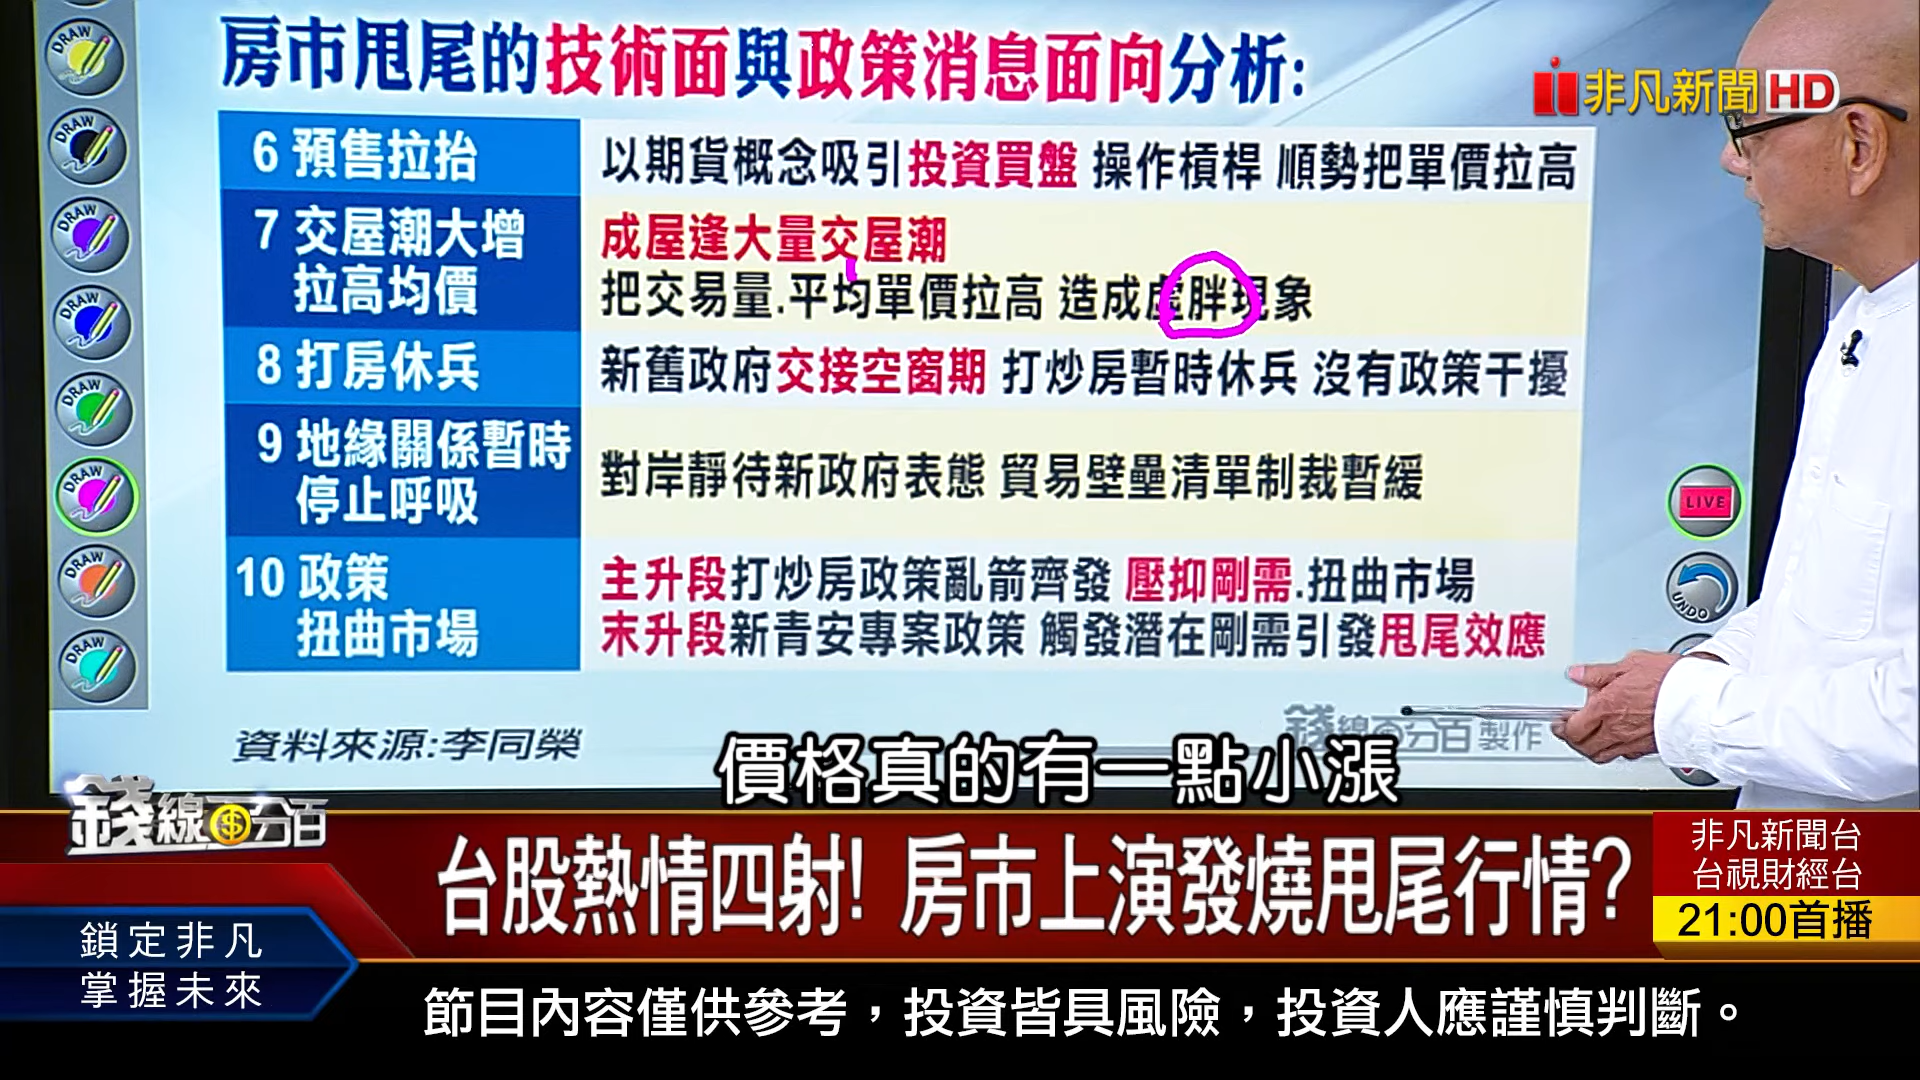 房市甩尾的技術面與政策消息面向分析:
非凡新聞HD
6 預售拉抬
以期貨概念吸引投資買盤 操作槓桿 順勢把單價拉高
7 交屋潮大增
拉高均價
成屋逢大量交屋潮
把交易量.平均單價拉高 造成虛胖現象
8 打房休兵
新舊政府交接空窗期 打炒房暫時休兵 沒有政策干擾
9 地緣關係暫時
停止呼吸
對岸靜待新政府表態 貿易壁壘清單制裁暫緩
10 政策
扭曲市場
主升段打炒房政策亂箭齊發 壓抑剛需.扭曲市場
末升段新青安專案政策 觸發潛在剛需引發甩尾效應
資料來源:李同榮
錢線百分百製作
DRAW
DRAW
DRAW
DRAW
DRAW
DRAW
DRAW
DRAW
LIVE
UNDO
價格真的有一點小漲
錢線百分百
台股熱情四射! 房市上演發燒甩尾行情?
非凡新聞台
台視財經台
21:00首播
鎖定非凡
掌握未來
節目內容僅供參考，投資皆具風險，投資人應謹慎判斷。